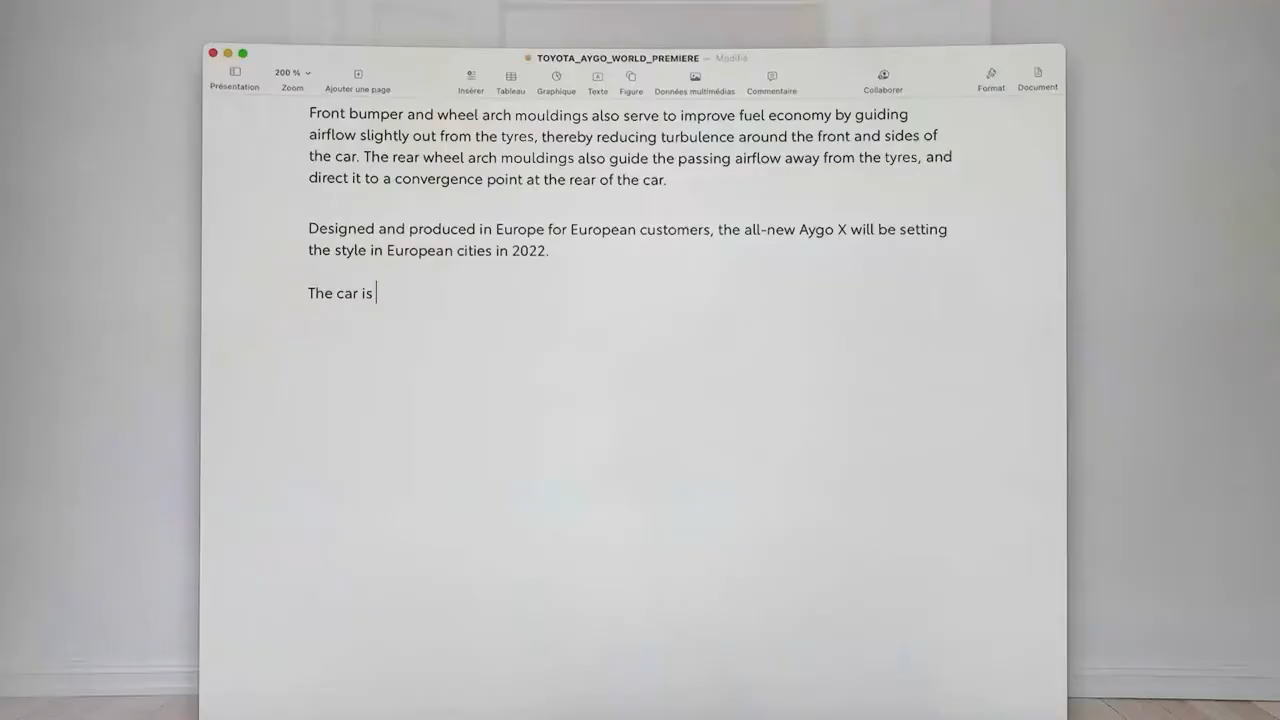 TOYOTA_AYGO_WORLD_PREMIERE — Modifié
200 %
Présentation
Zoom
Ajouter une page
Insérer
Tableau
Graphique
Texte
Figure
Données multimédias
Commentaire
Collaborer
Format
Document
Front bumper and wheel arch mouldings also serve to improve fuel economy by guiding
airflow slightly out from the tyres, thereby reducing turbulence around the front and sides of
the car. The rear wheel arch mouldings also guide the passing airflow away from the tyres, and
direct it to a convergence point at the rear of the car.
Designed and produced in Europe for European customers, the all-new Aygo X will be setting
the style in European cities in 2022.
The car is